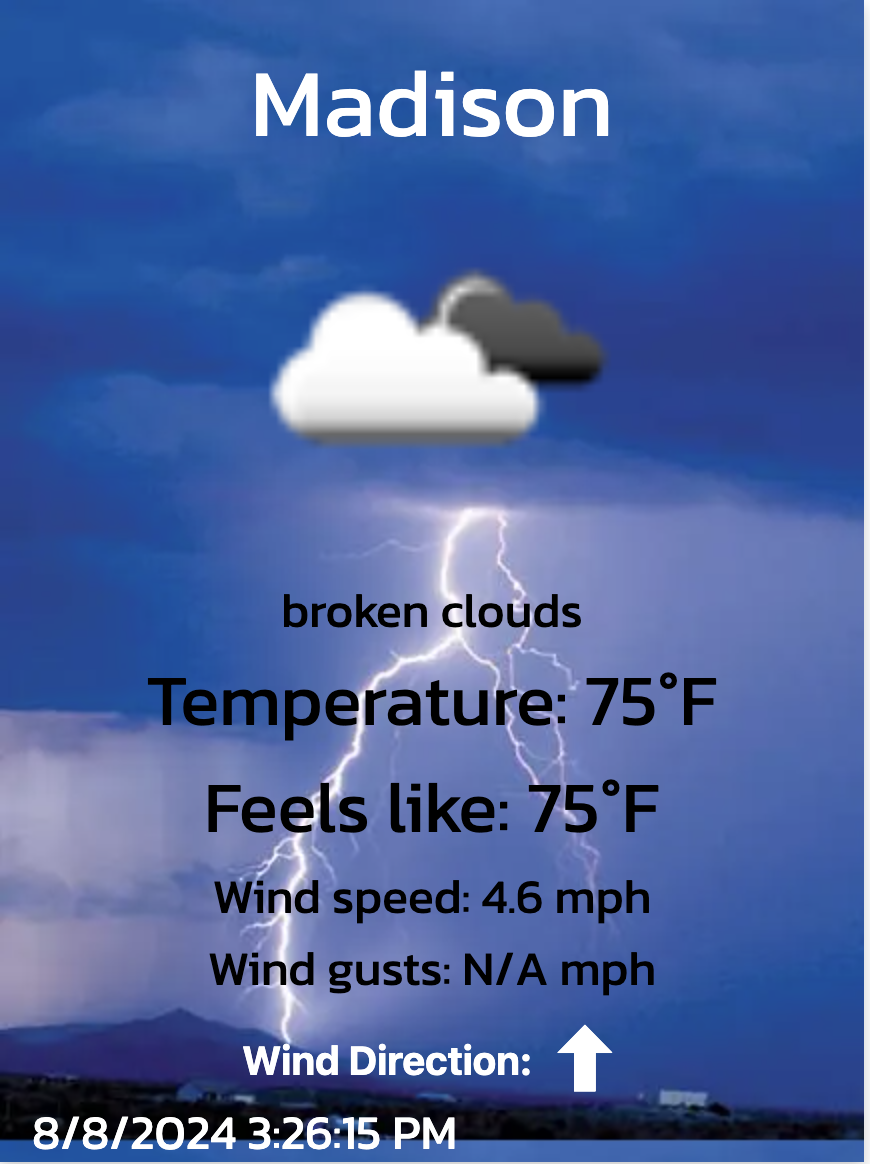 Madison
broken clouds
Temperature: 75°F
Feels like: 75°F
Wind speed: 4.6 mph
Wind gusts: N/A mph
Wind Direction:
8/8/2024 3:26:15 PM